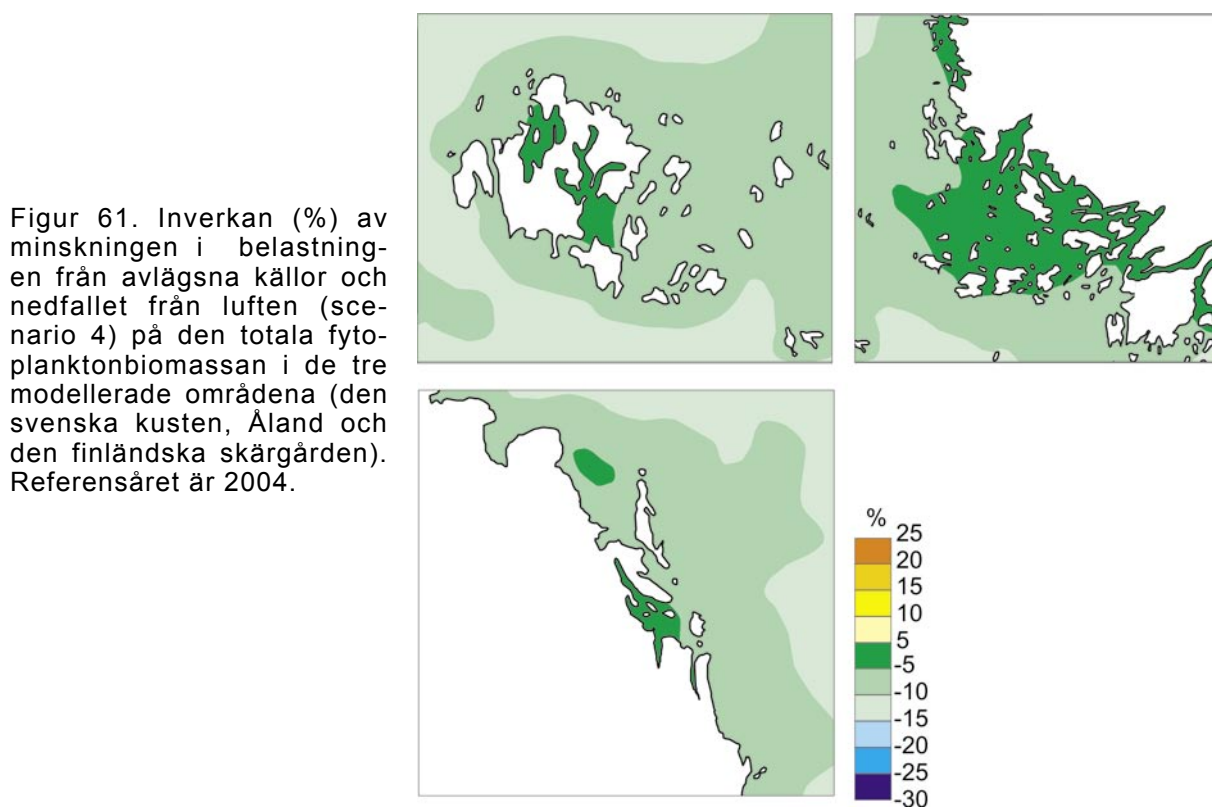 Figur 61. Inverkan (%) av
minskningen i belastning-
en från avlägsna källor och
nedfallet från luften (sce-
nario 4) på den totala fyto-
planktonbiomassan i de tre
modellerade områdena (den
svenska kusten, Åland och
den finländska skärgården).
Referensåret är 2004.
%
25
20
15
10
5
-5
-10
-15
-20
-25
-30